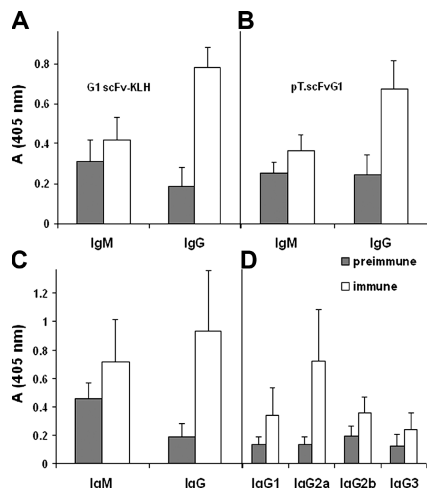 A
B
A (405 nm)
0.8
0.6
0.4
0.2
0
G1 scFv-KLH
pT.scFvG1
IgM
IgG
IgM
IgG
C
D
preimmune
immune
A (405 nm)
1.2
1
0.8
0.6
0.4
0.2
0
IgM
IgG
IgG1
IgG2a
IgG2b
IgG3